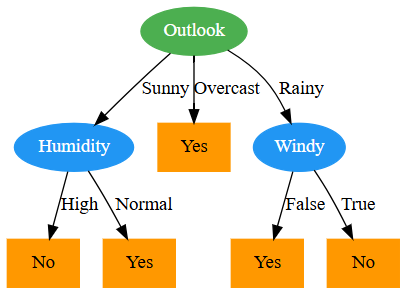 Outlook
Sunny Overcast Rainy
Humidity Yes Windy
High Normal False True
No Yes Yes No